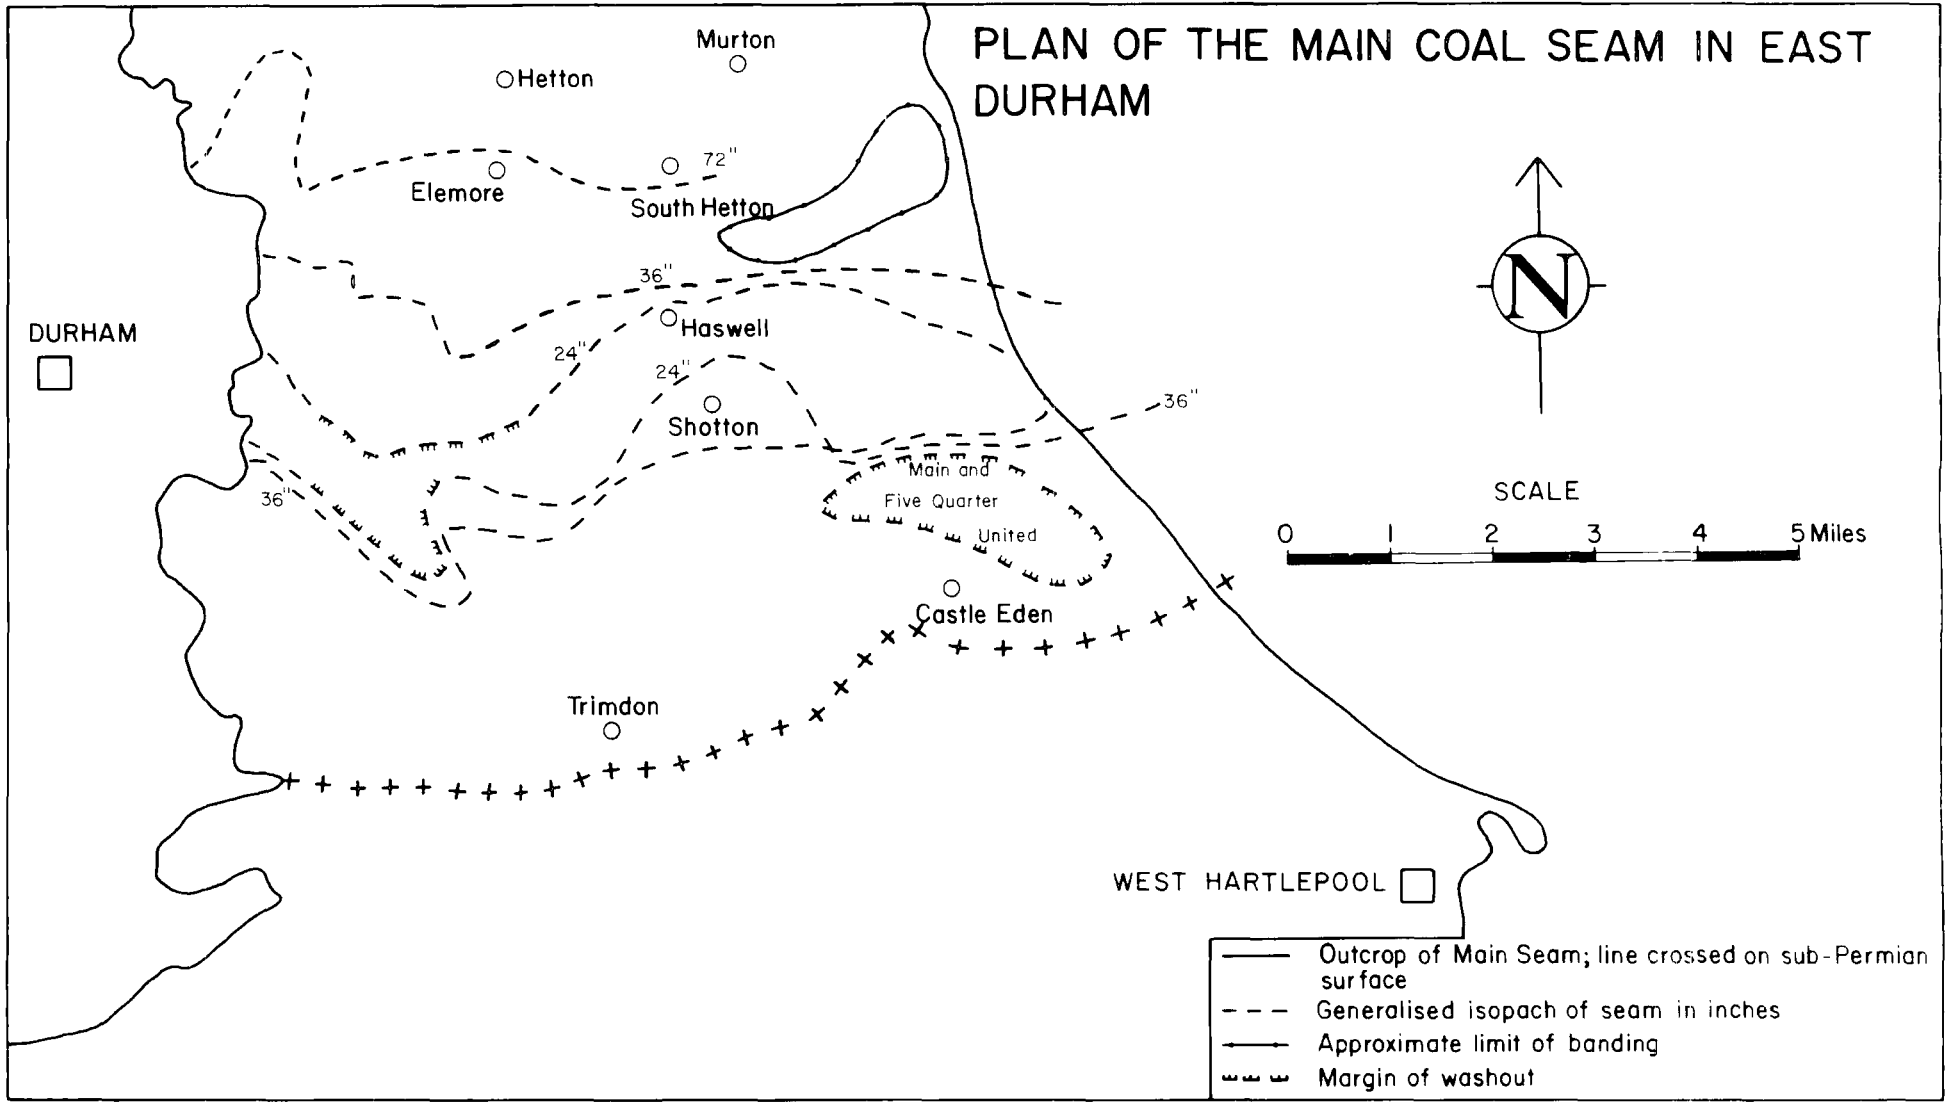 PLAN OF THE MAIN COAL SEAM IN EAST
DURHAM
Murton
Hetton
72"
Elemore
South Hetton
N
36"
Haswell
DURHAM
24"
24"
36"
Shotton
Main and
Five Quarter
United
36"
SCALE
0 1 2 3 4 5 Miles
Castle Eden
Trimdon
WEST HARTLEPOOL
Outcrop of Main Seam; line crossed on sub-Permian
surface
Generalised isopach of seam in inches
Approximate limit of banding
Margin of washout